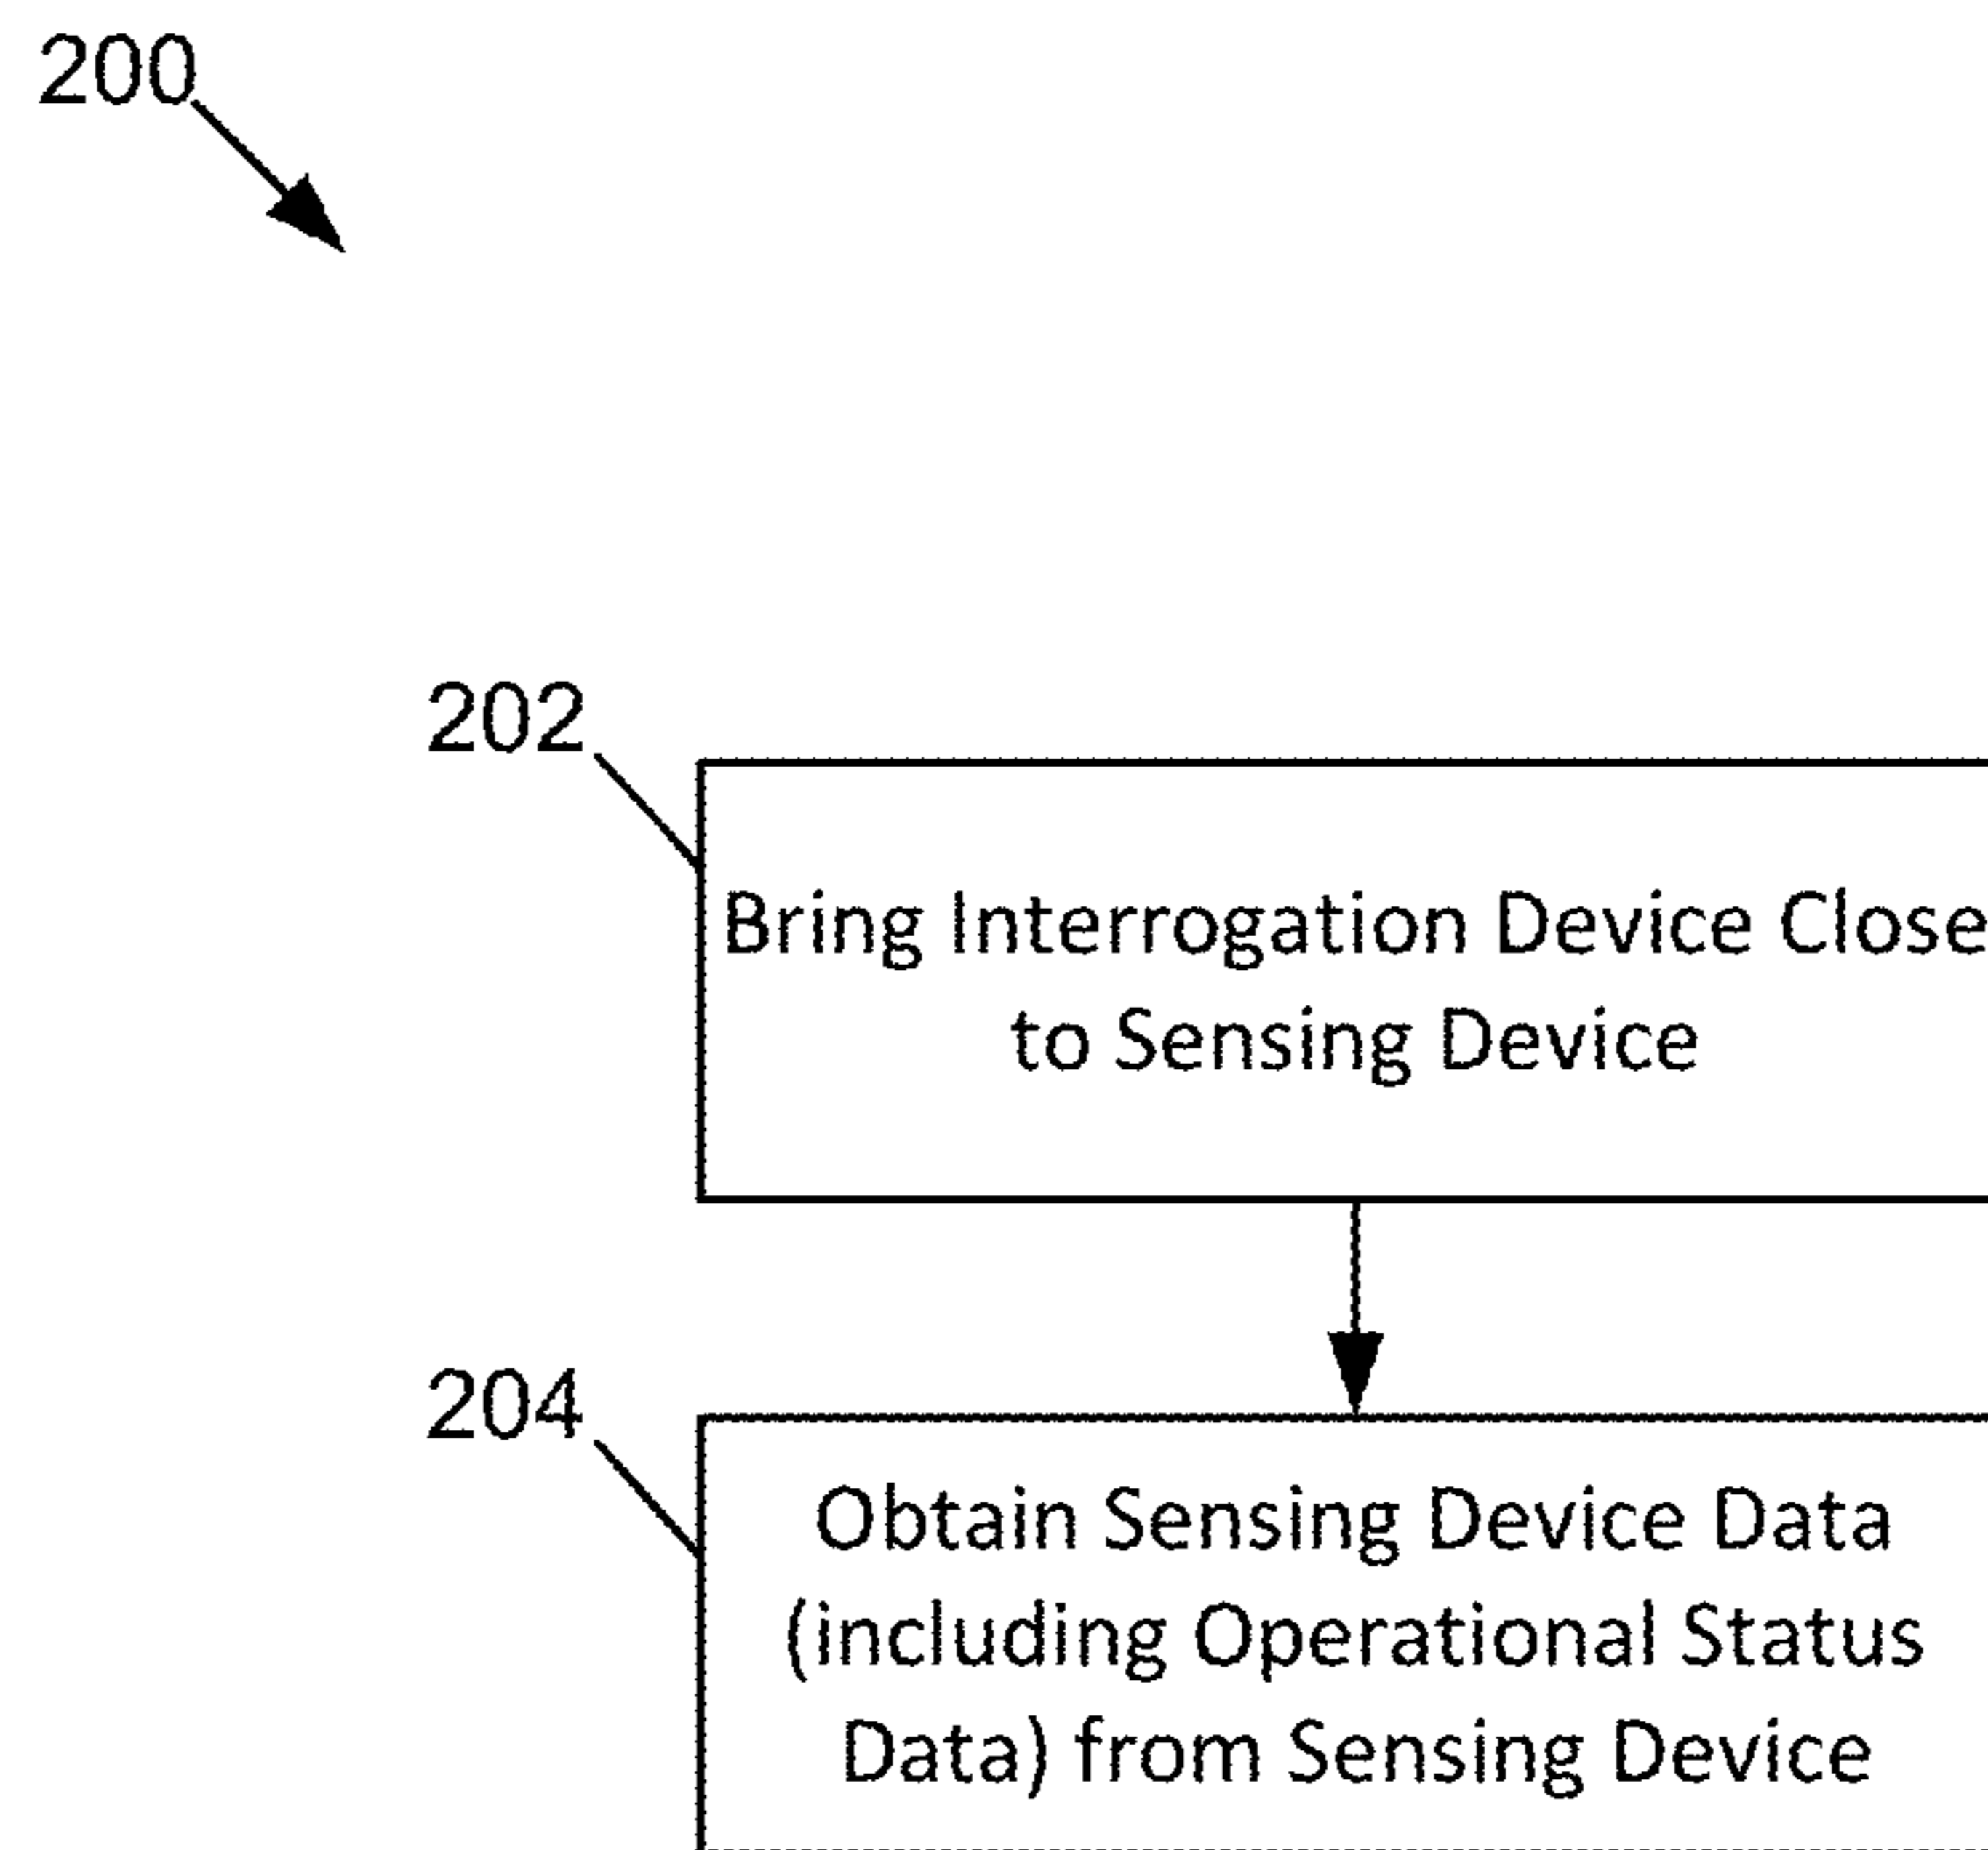 200
202
Bring Interrogation Device Close
to Sensing Device
204
Obtain Sensing Device Data
(including Operational Status
Data) from Sensing Device